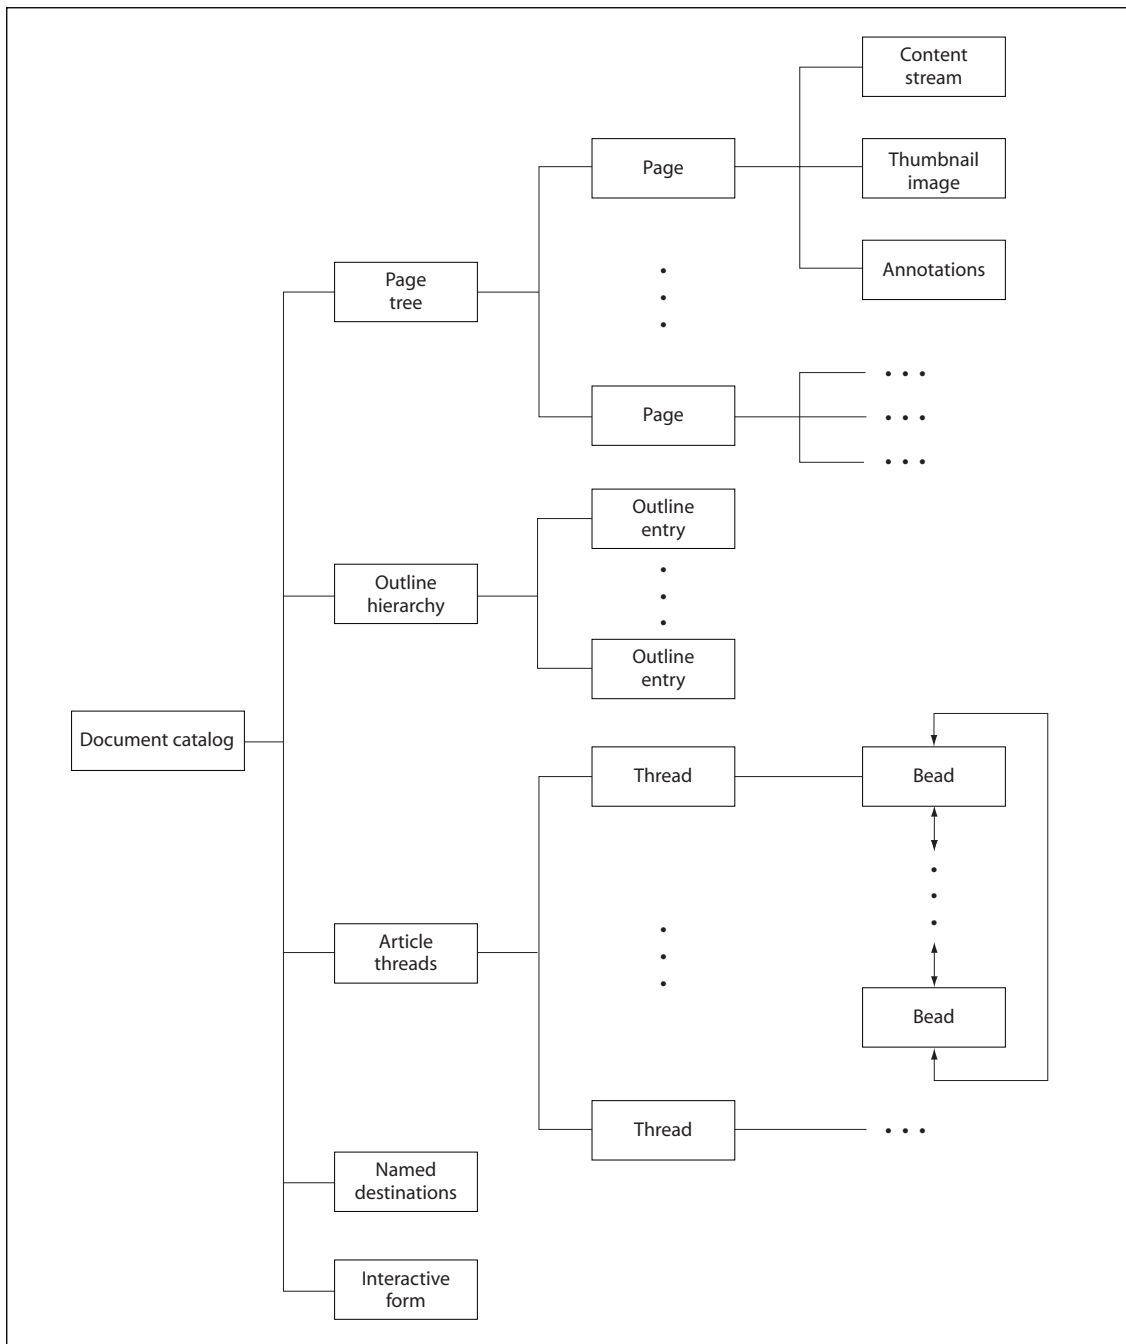 Content
stream
Page
Thumbnail
image
Annotations
Page
tree
Page
Outline
entry
Outline
hierarchy
Outline
entry
Document catalog
Thread
Bead
Article
threads
Bead
Thread
Named
destinations
Interactive
form